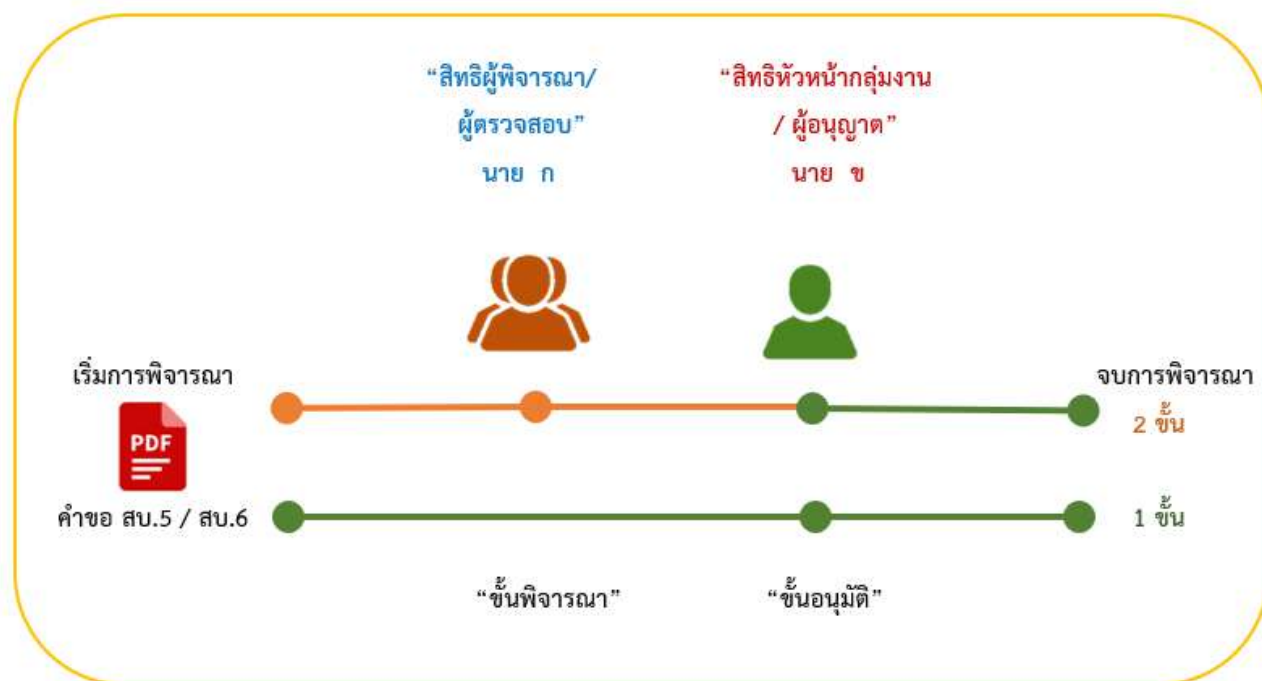 “สิทธิผู้พิจารณา/
ผู้ตรวจสอบ”
นาย ก
“สิทธิหัวหน้ากลุ่มงาน
/ ผู้อนุญาต”
นาย ข
เริ่มการพิจารณา
PDF
คำขอ สบ.5 / สบ.6
จบการพิจารณา
2 ขั้น
1 ขั้น
“ขั้นพิจารณา”
“ขั้นอนุมัติ”